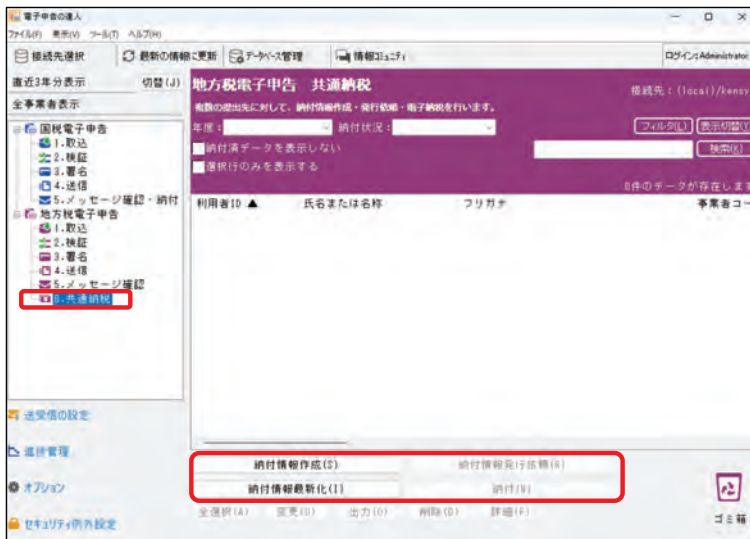 電子申告の達人
ファイル(F) 表示(V) ツール(T) ヘルプ(H)
接続先選択 最新の情報に更新 データベース管理 情報コミュニティ ログイン:Administrator
直近3年分表示 切替(J)
全事業者表示
国税電子申告
1.取込
2.検証
3.署名
4.送信
5.メッセージ確認・納付
地方税電子申告
1.取込
2.検証
3.署名
4.送信
5.メッセージ確認
6.共通納税
送受信の設定
進捗管理
オプション
セキュリティ例外設定
地方税電子申告 共通納税
接続先:(local)/kensy
複数の提出先に対して、納付情報作成・発行依頼・電子納税を行います。
年度: 納付状況: フィルタ(L) 表示切替(Y
納付済データを表示しない 検索(K)
選択行のみを表示する
0件のデータが存在します
利用者ID ▲ 氏名または名称 フリガナ 事業者コー
納付情報作成(S) 納付情報発行依頼(R)
納付情報最新化(I) 納付(N)
全選択(A) 変更(U) 出力(O) 削除(D) 詳細(F)
ゴミ箱